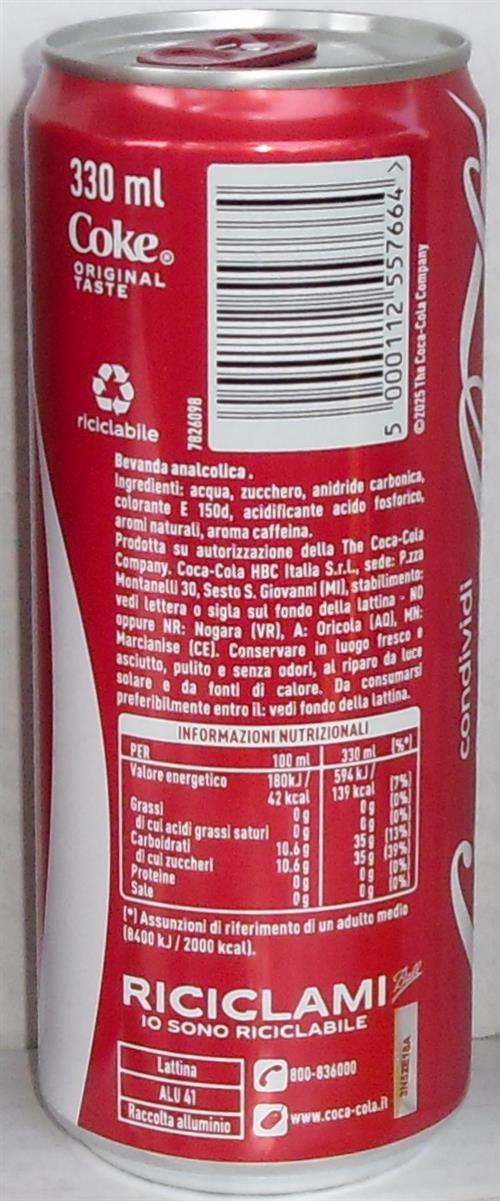 330 ml
Coke®
ORIGINAL
TASTE
riciclabile
7826098
5 000112 557664 >
©2025 The Coca-Cola Company
Bevanda analcolica.
Ingredienti: acqua, zucchero, anidride carbonica,
colorante E 150d, acidificante acido fosforico,
aromi naturali, aroma caffeina.
Prodotta su autorizzazione della The Coca-Cola
Company. Coca-Cola HBC Italia S.r.l., sede: P.zza
Montanelli 30, Sesto S. Giovanni (MI), stabilimento:
vedi lettera o sigla sul fondo della lattina - NO
oppure NR: Nogara (VR), A: Oricola (AQ), MN:
Marcianise (CE). Conservare in luogo fresco e
asciutto, pulito e senza odori, al riparo da luce
solare e da fonti di calore. Da consumarsi
preferibilmente entro il: vedi fondo della lattina.
condividi
INFORMAZIONI NUTRIZIONALI
PER 100 ml 330 ml (%*)
Valore energetico 180kJ/ 594 kJ/
42 kcal 139 kcal (7%)
Grassi 0g 0g (0%)
di cui acidi grassi saturi 0g 0g (0%)
Carboidrati 10.6g 35g (13%)
di cui zuccheri 10.6g 35g (39%)
Proteine 0g 0g (0%)
Sale 0g 0g (0%)
(*) Assunzioni di riferimento di un adulto medio
(8400 kJ / 2000 kcal).
RICICLAMI
IO SONO RICICLABILE
Ball
Lattina
ALU 41
Raccolta alluminio
800-836000
www.coca-cola.it